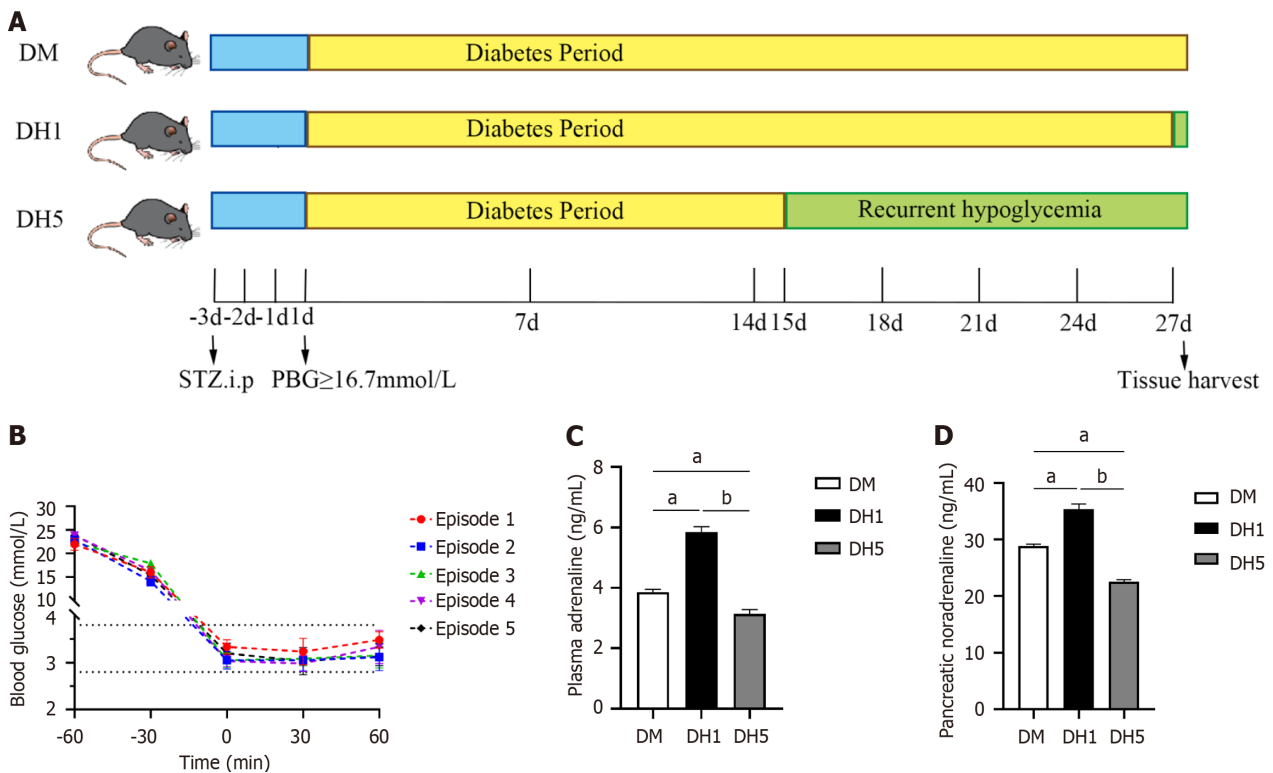 A
DM
Diabetes Period
DH1
Diabetes Period
DH5
Diabetes Period
Recurrent hypoglycemia
-3d
-2d
-1d
1d
7d
14d
15d
18d
21d
24d
27d
STZ.i.p
PBG≥16.7mmol/L
Tissue harvest
B
Blood glucose (mmol/L)
30
25
20
15
10
4
3
2
-60
-30
0
30
60
Time (min)
Episode 1
Episode 2
Episode 3
Episode 4
Episode 5
C
Plasma adrenaline (ng/mL)
8
6
4
2
0
a
a
b
DM
DH1
DH5
DM
DH1
DH5
D
Pancreatic noradrenaline (ng/mL)
40
30
20
10
0
a
a
b
DM
DH1
DH5
DM
DH1
DH5